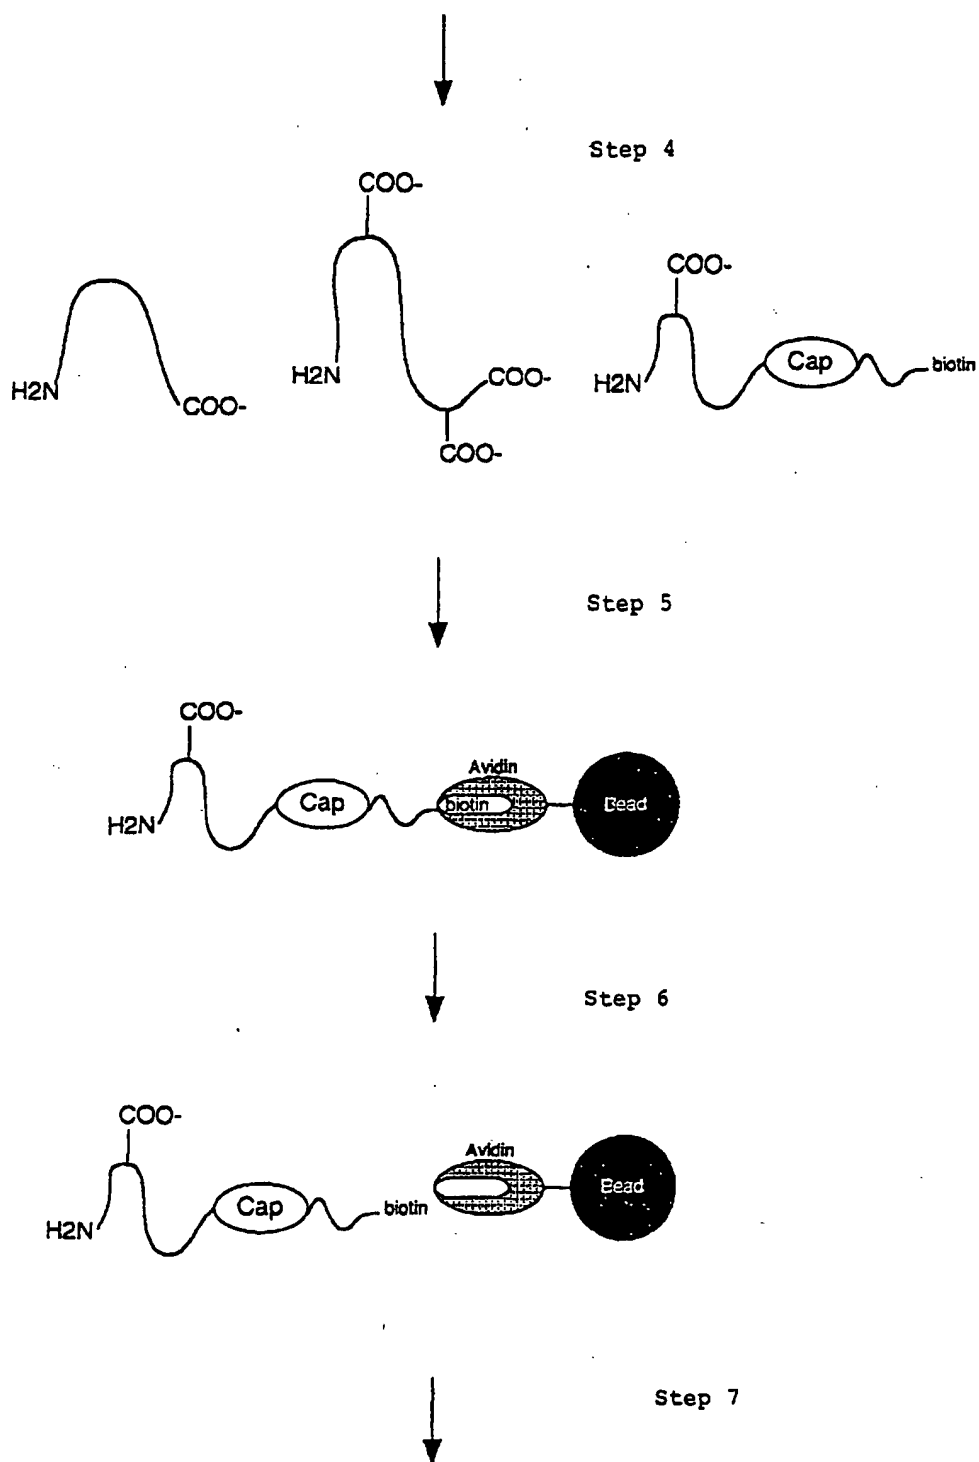 Step 4
COO-
COO-
Cap
biotin
H2N
COO-
H2N
COO-
H2N
COO-
Step 5
COO-
Avidin
Cap
biotin
Bead
H2N
Step 6
COO-
Avidin
Cap
biotin
Bead
H2N
Step 7